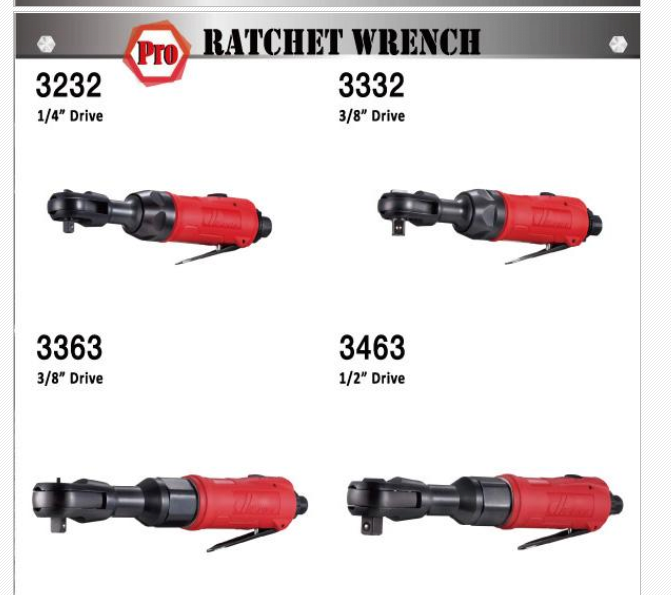 Pro RATCHET WRENCH
3232
3332
1/4” Drive
3/8” Drive
3363
3463
3/8” Drive
1/2” Drive